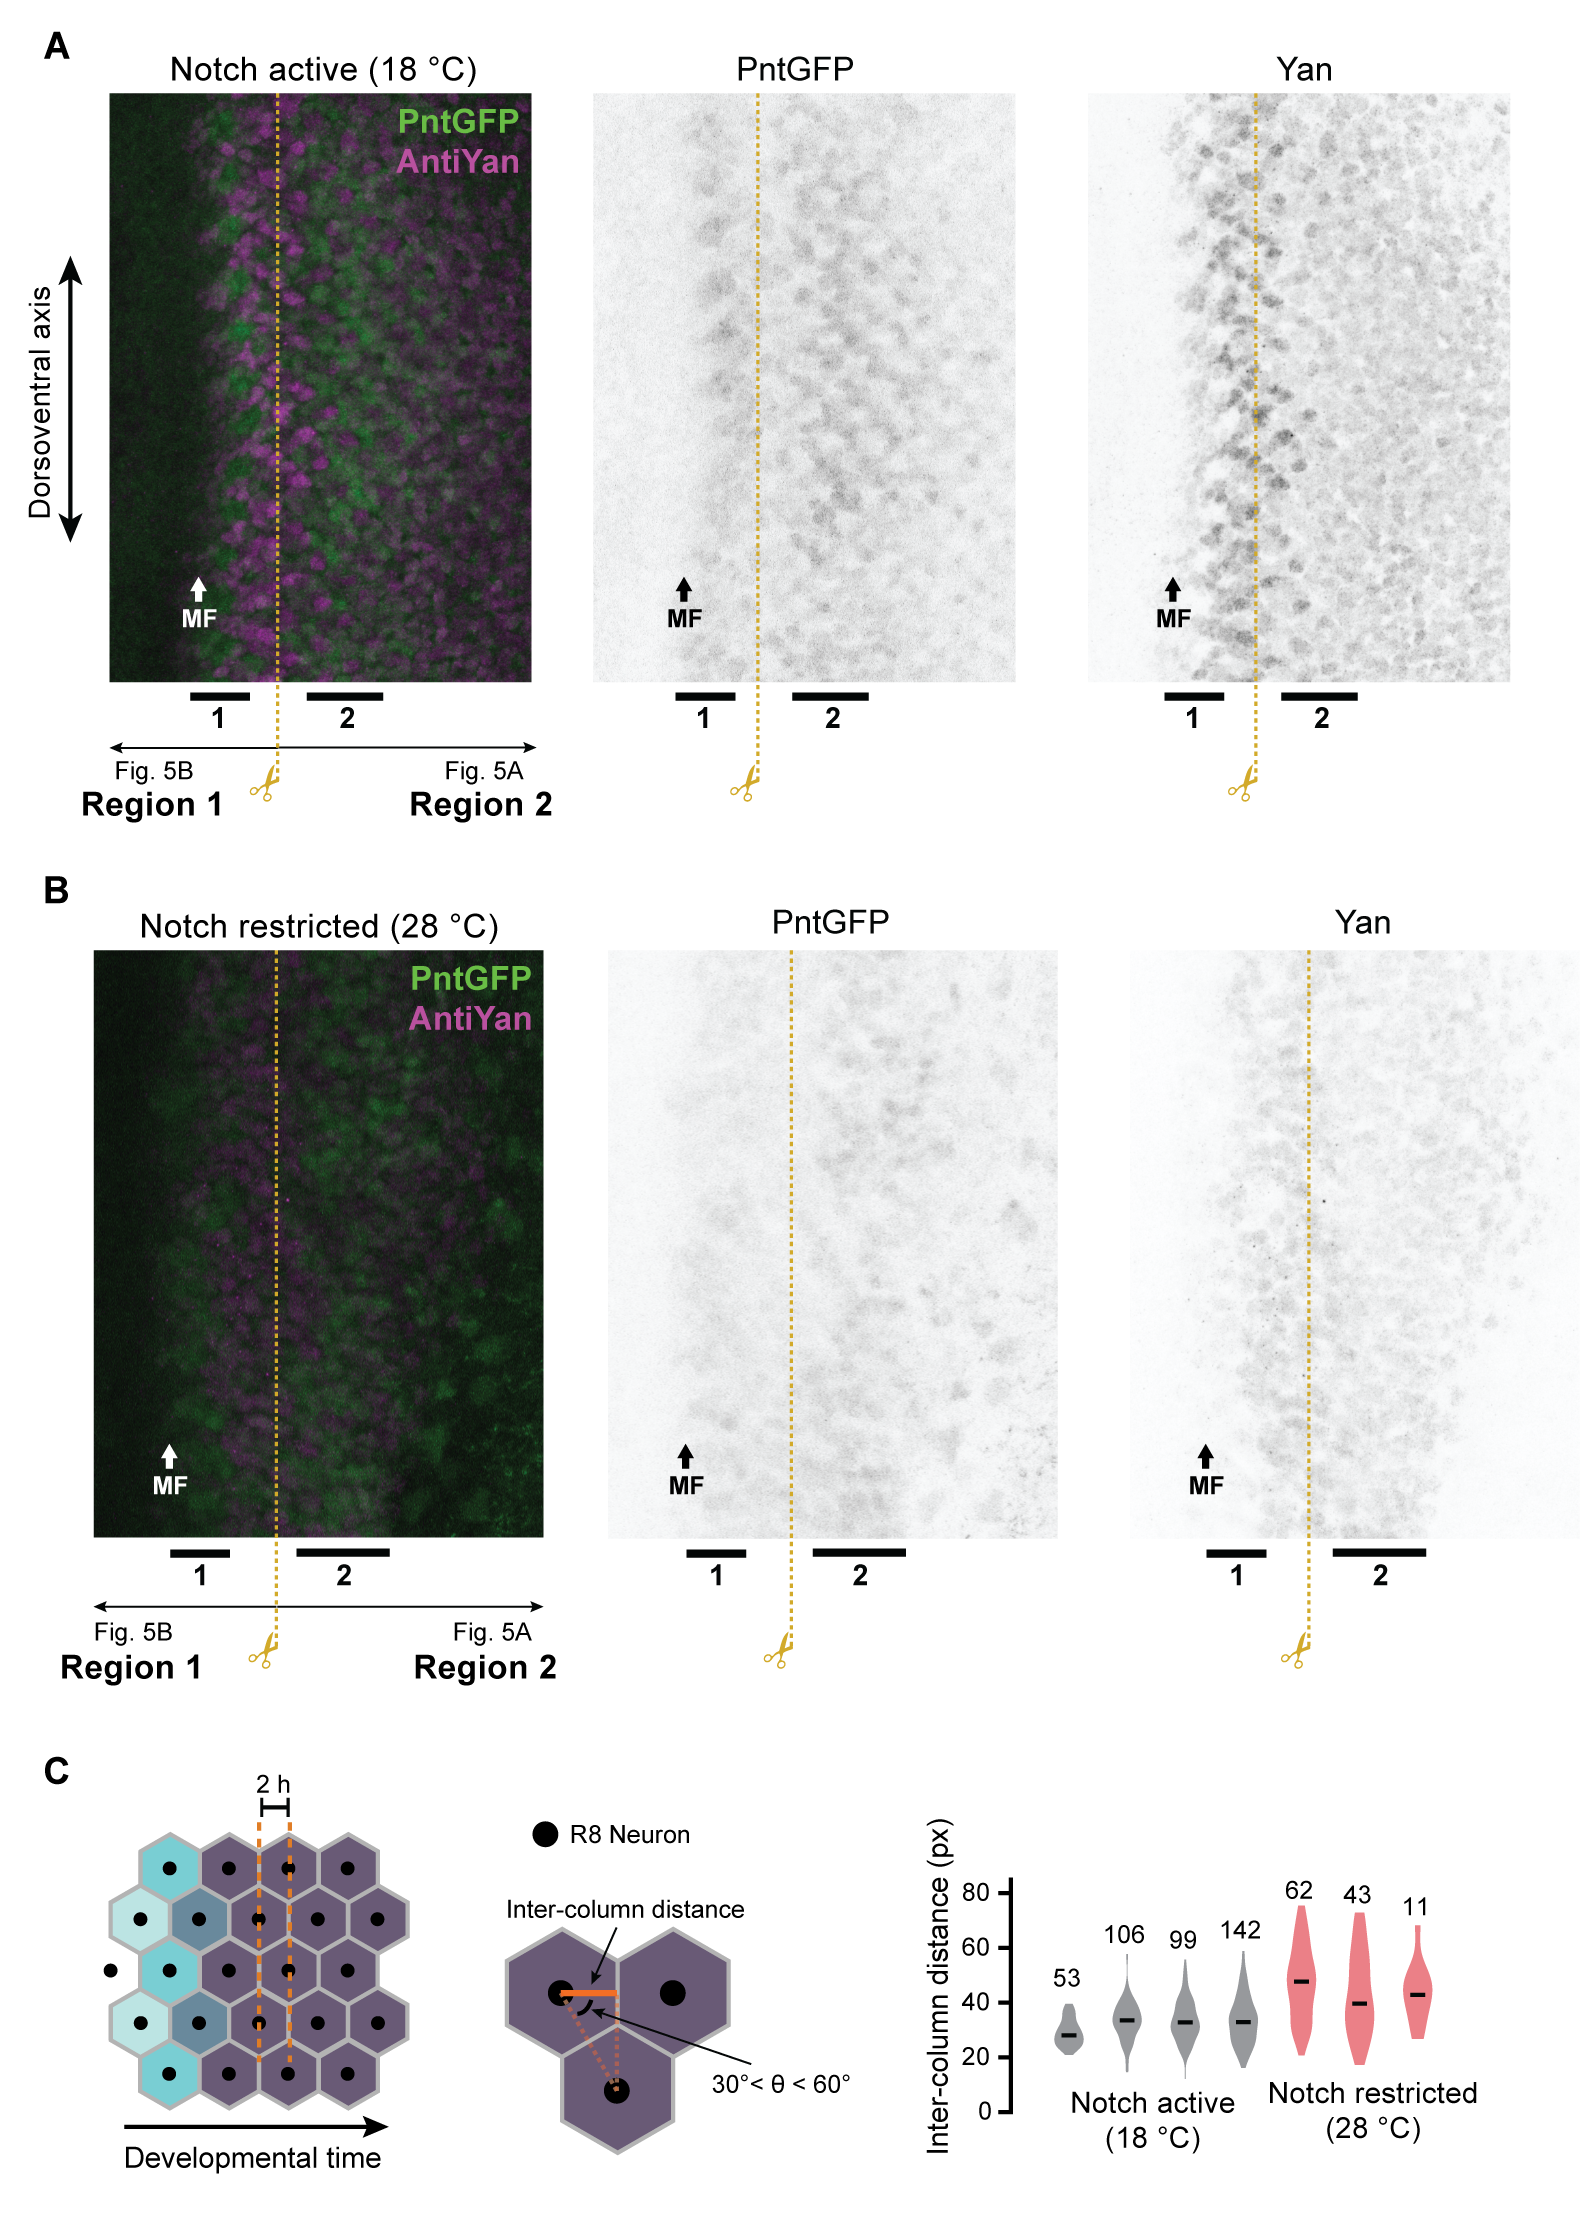 A
Notch active (18 °C)
PntGFP
Yan
PntGFP
AntiYan
Dorsoventral axis
MF
MF
MF
1
2
1
2
1
2
Fig. 5B
Fig. 5A
Region 1
Region 2
B
Notch restricted (28 °C)
PntGFP
Yan
PntGFP
AntiYan
MF
MF
MF
1
2
1
2
1
2
Fig. 5B
Fig. 5A
Region 1
Region 2
C
2 h
Developmental time
R8 Neuron
Inter-column distance
30°< θ < 60°
Inter-column distance (px)
80
60
40
20
0
53
106
99
142
62
43
11
Notch active
(18 °C)
Notch restricted
(28 °C)